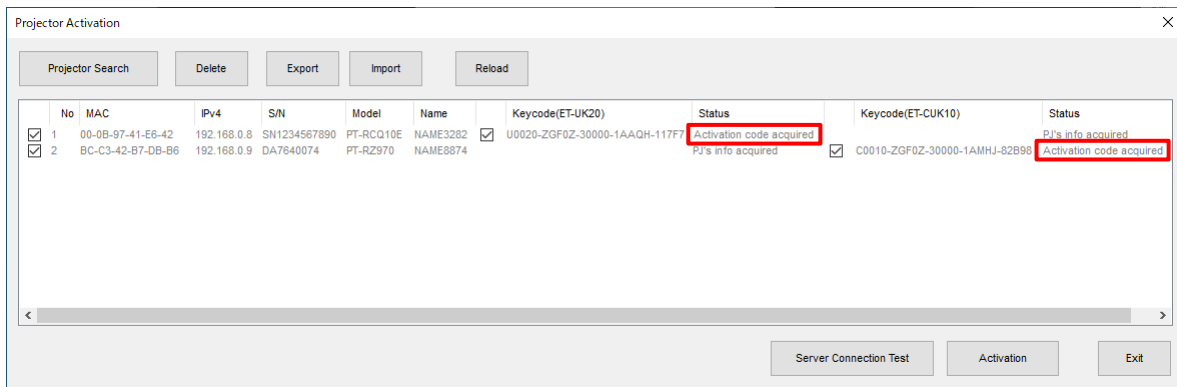 Projector Activation
Projector Search Delete Export Import Reload
No MAC IPv4 S/N Model Name Keycode(ET-UK20) Status Keycode(ET-CUK10) Status
1 00-0B-97-41-E6-42 192.168.0.8 SN1234567890 PT-RCQ10E NAME3282 U0020-ZGF0Z-30000-1AAQH-117F7 Activation code acquired PJ's info acquired
2 BC-C3-42-B7-DB-B6 192.168.0.9 DA7640074 PT-RZ970 NAME8874 PJ's info acquired C0010-ZGF0Z-30000-1AMHJ-82B98 Activation code acquired
Server Connection Test Activation Exit